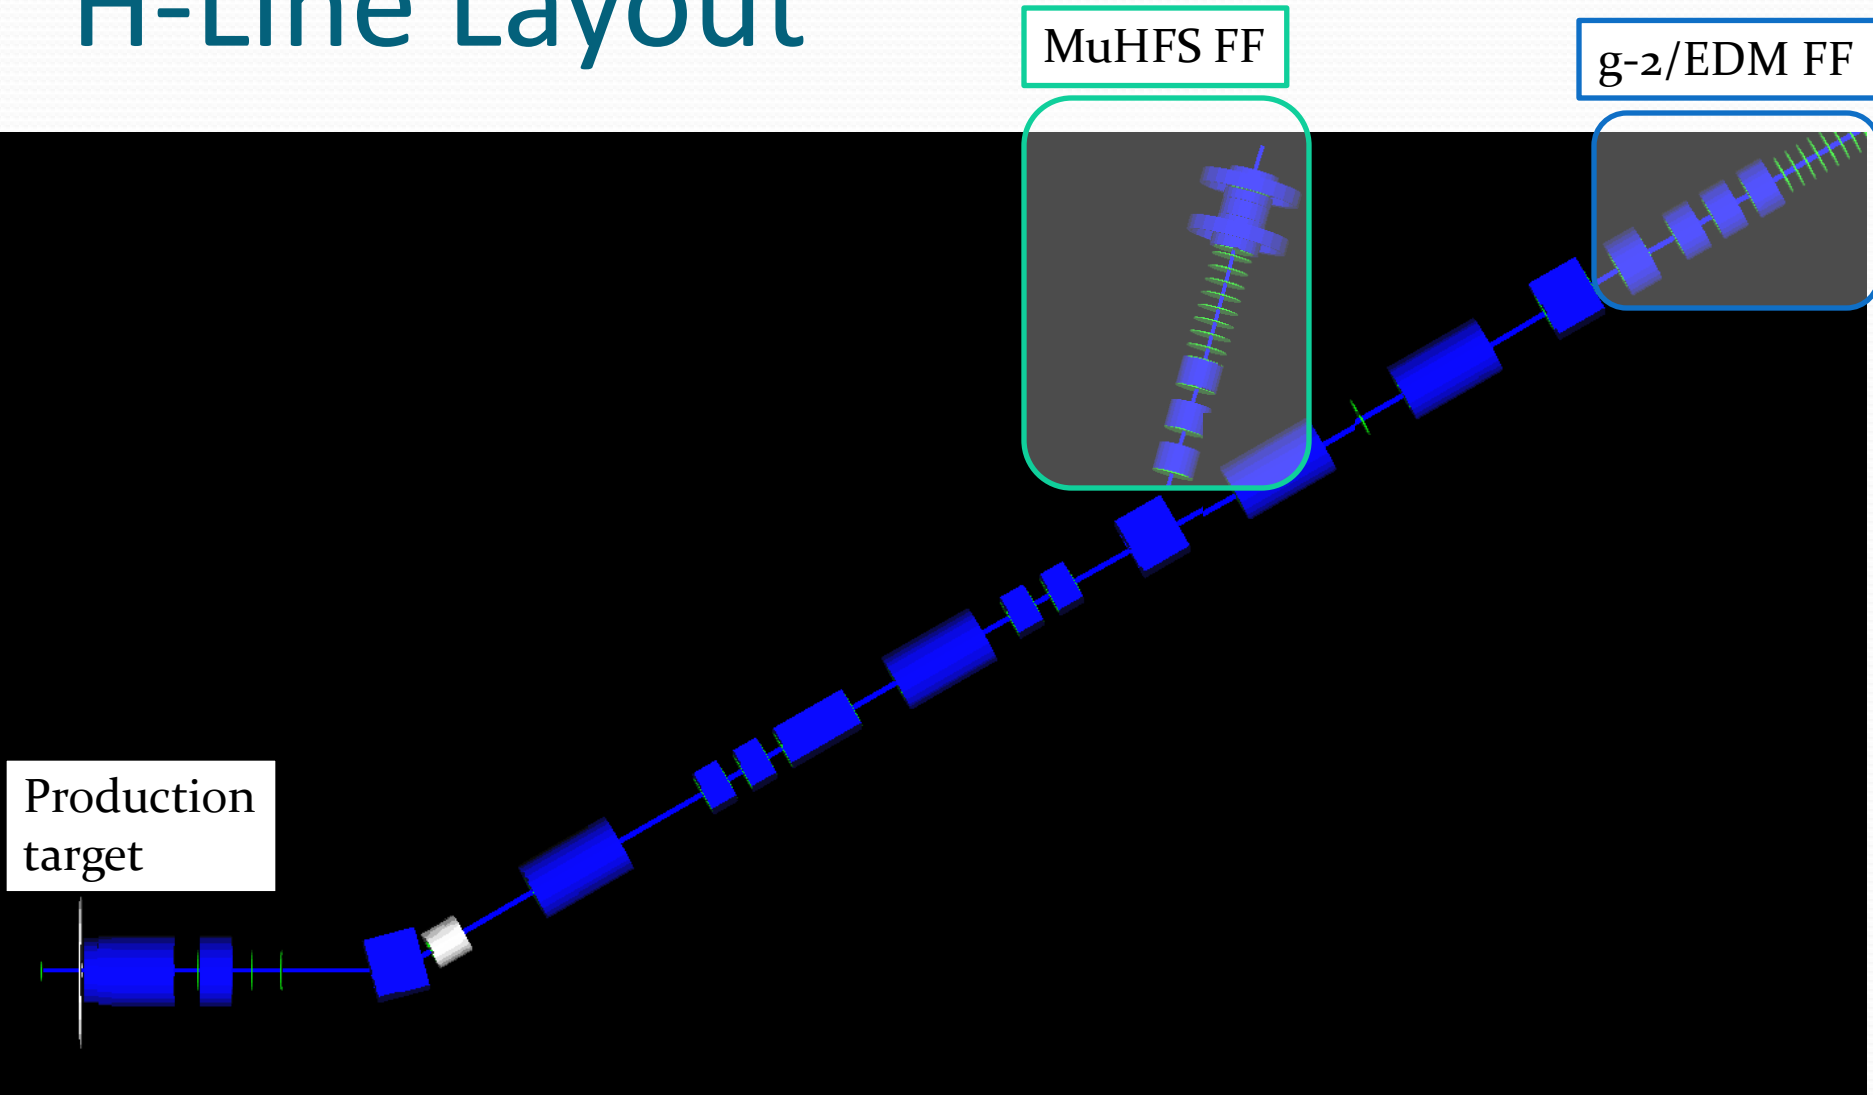 H-Line Layout
MuHFS FF
g-2/EDM FF
Production
target